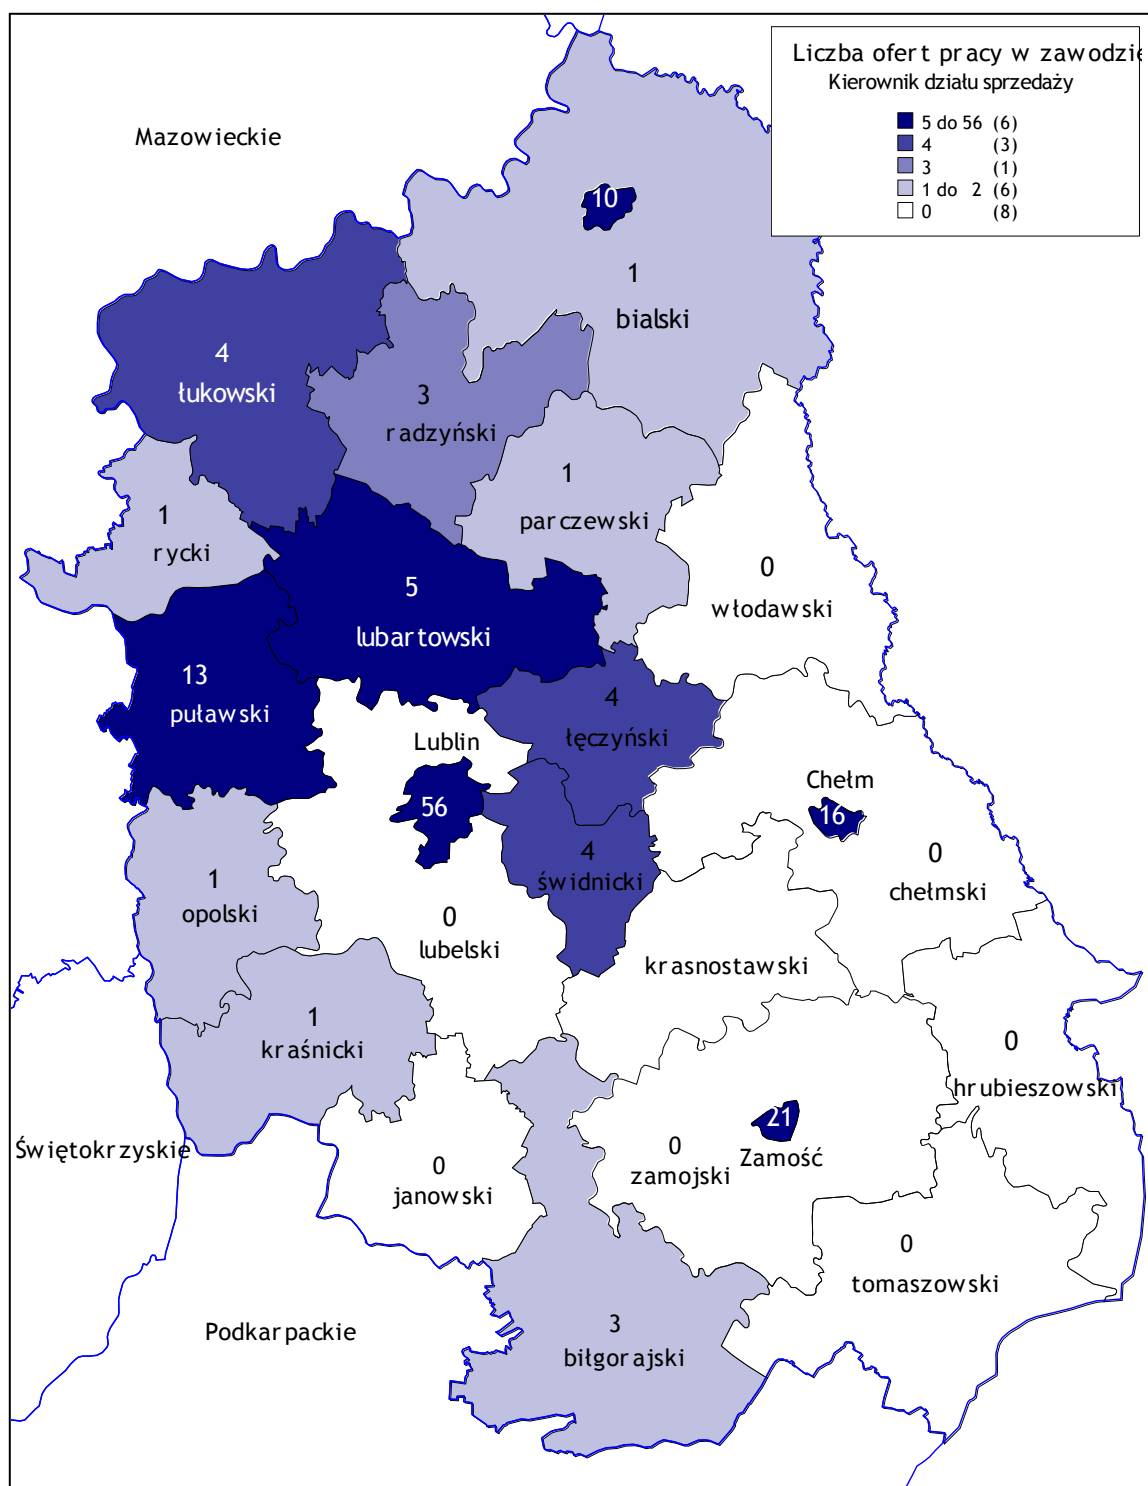 Liczba ofert pracy w zawodzie
Kierownik działu sprzedaży
5 do 56 (6)
4 (3)
3 (1)
1 do 2 (6)
0 (8)
Mazowieckie
10
1
bialski
4
łukowski
3
radzyński
1
parczewski
1
rycki
0
włodawski
5
lubartowski
13
puławski
4
łęczyński
Lublin
56
Chełm
16
4
świdnicki
0
chełmski
1
opolski
0
lubelski
krasnostawski
1
kraśnicki
0
hrubieszowski
21
Zamość
0
zamojski
Świętokrzyskie
0
janowski
0
tomaszowski
Podkarpackie
3
biłgorajski